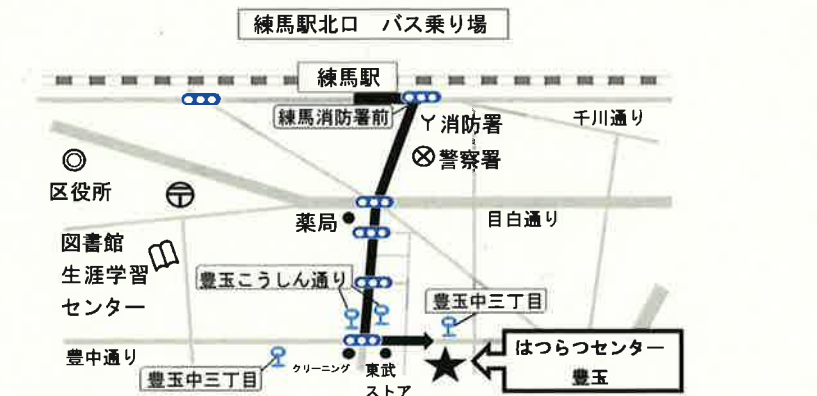 練馬駅北口　バス乗り場
練馬駅
練馬消防署前
消防署
千川通り
警察署
区役所
薬局
目白通り
図書館
生涯学習
センター
豊玉こうしん通り
豊玉中三丁目
豊中通り
はつらつセンター
豊玉
豊玉中三丁目
クリーニング
東武
ストア